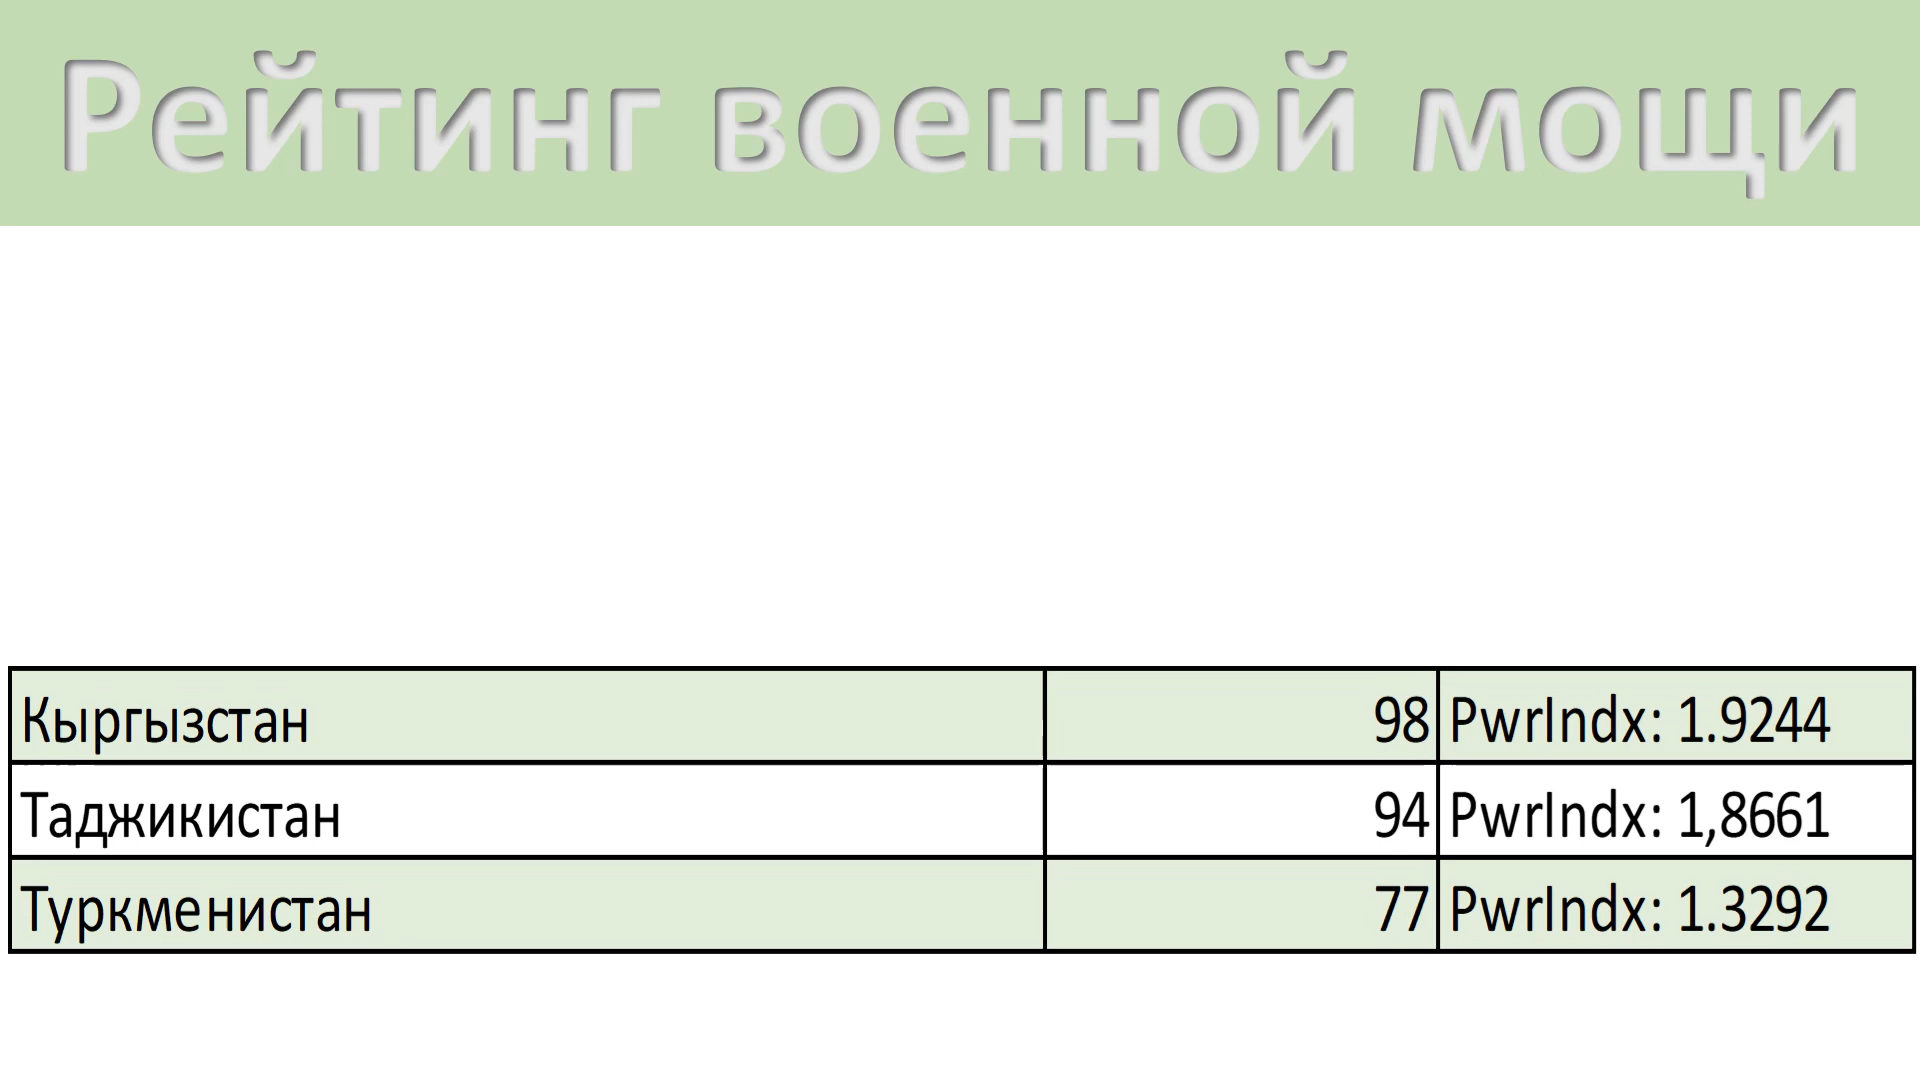 Рейтинг военной мощи
Кыргызстан 98 PwrIndx: 1.9244
Таджикистан 94 PwrIndx: 1,8661
Туркменистан 77 PwrIndx: 1.3292